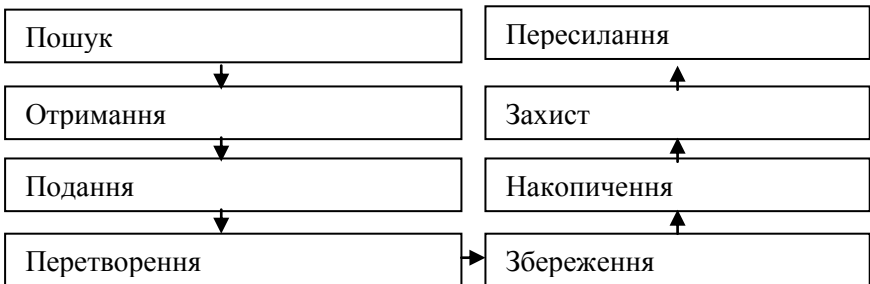 Пошук
Отримання
Подання
Перетворення
Збереження
Накопичення
Захист
Пересилання